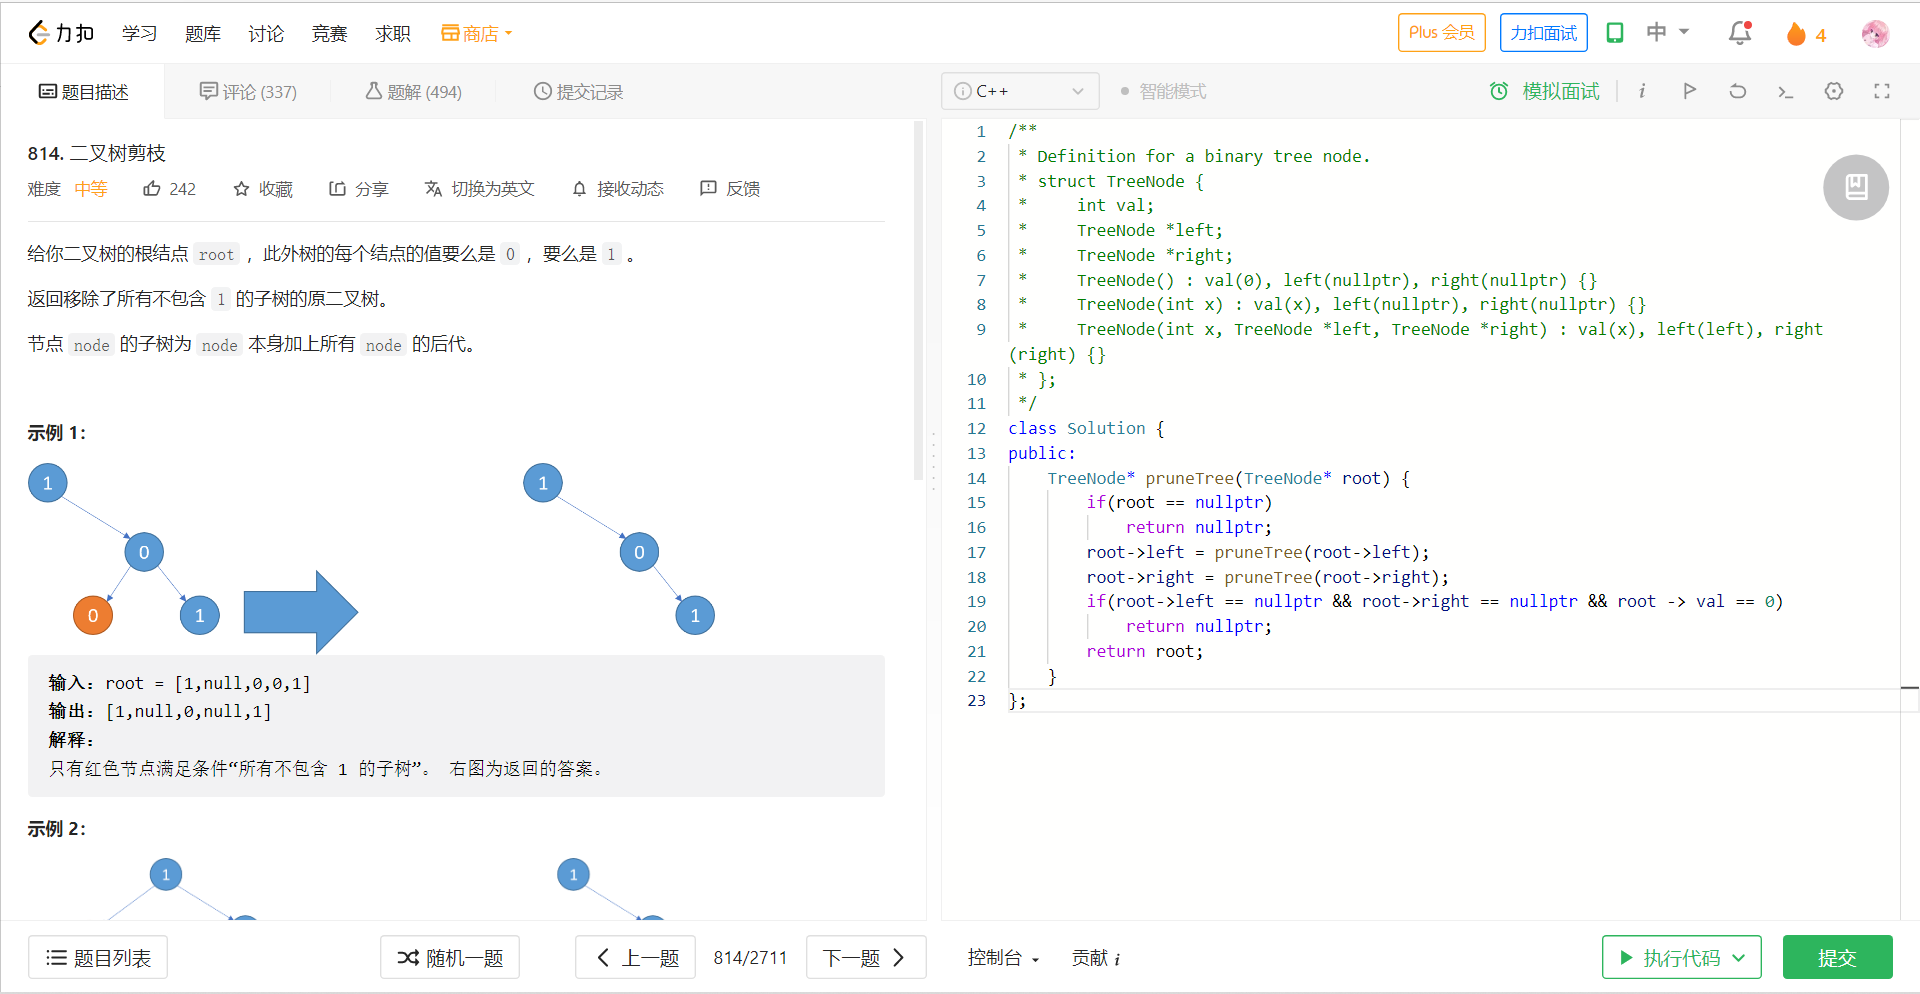 力扣 学习 题库 讨论 竞赛 求职 商店 Plus 会员 力扣面试 中 4
题目描述 评论 (337) 题解 (494) 提交记录
814. 二叉树剪枝
难度 中等 242 收藏 分享 切换为英文 接收动态 反馈
给你二叉树的根结点 root ，此外树的每个结点的值要么是 0 ，要么是 1 。
返回移除了所有不包含 1 的子树的原二叉树。
节点 node 的子树为 node 本身加上所有 node 的后代。
示例 1：
1 1
0 0
0 1 1
输入：root = [1,null,0,0,1]
输出：[1,null,0,null,1]
解释：
只有红色节点满足条件“所有不包含 1 的子树”。 右图为返回的答案。
示例 2：
1 1
题目列表 随机一题 上一题 814/2711 下一题
C++ 智能模式 模拟面试 i
1 /**
2 * Definition for a binary tree node.
3 * struct TreeNode {
4 *     int val;
5 *     TreeNode *left;
6 *     TreeNode *right;
7 *     TreeNode() : val(0), left(nullptr), right(nullptr) {}
8 *     TreeNode(int x) : val(x), left(nullptr), right(nullptr) {}
9 *     TreeNode(int x, TreeNode *left, TreeNode *right) : val(x), left(left), right
(right) {}
10 * };
11 */
12 class Solution {
13 public:
14     TreeNode* pruneTree(TreeNode* root) {
15         if(root == nullptr)
16             return nullptr;
17         root->left = pruneTree(root->left);
18         root->right = pruneTree(root->right);
19         if(root->left == nullptr && root->right == nullptr && root -> val == 0)
20             return nullptr;
21         return root;
22     }
23 };
控制台 贡献 i 执行代码 提交